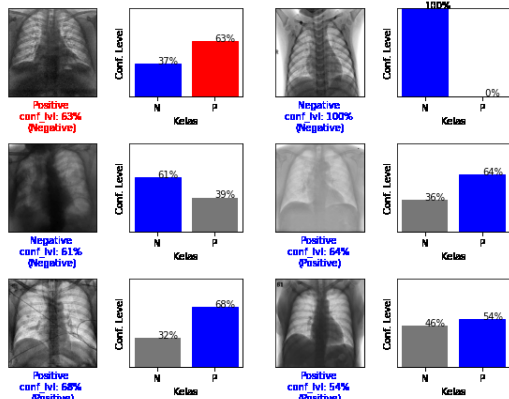 Conf. Level
37%
63%
N P
Kelas
Positive
conf_lvl: 63%
(Negative)
Conf. Level
100%
0%
N P
Kelas
Negative
conf_lvl: 100%
(Negative)
Conf. Level
61%
39%
N P
Kelas
Negative
conf_lvl: 61%
(Negative)
Conf. Level
36%
64%
N P
Kelas
Positive
conf_lvl: 64%
(Positive)
Conf. Level
32%
68%
N P
Kelas
Positive
conf_lvl: 68%
(Positive)
Conf. Level
46%
54%
N P
Kelas
Positive
conf_lvl: 54%
(Positive)